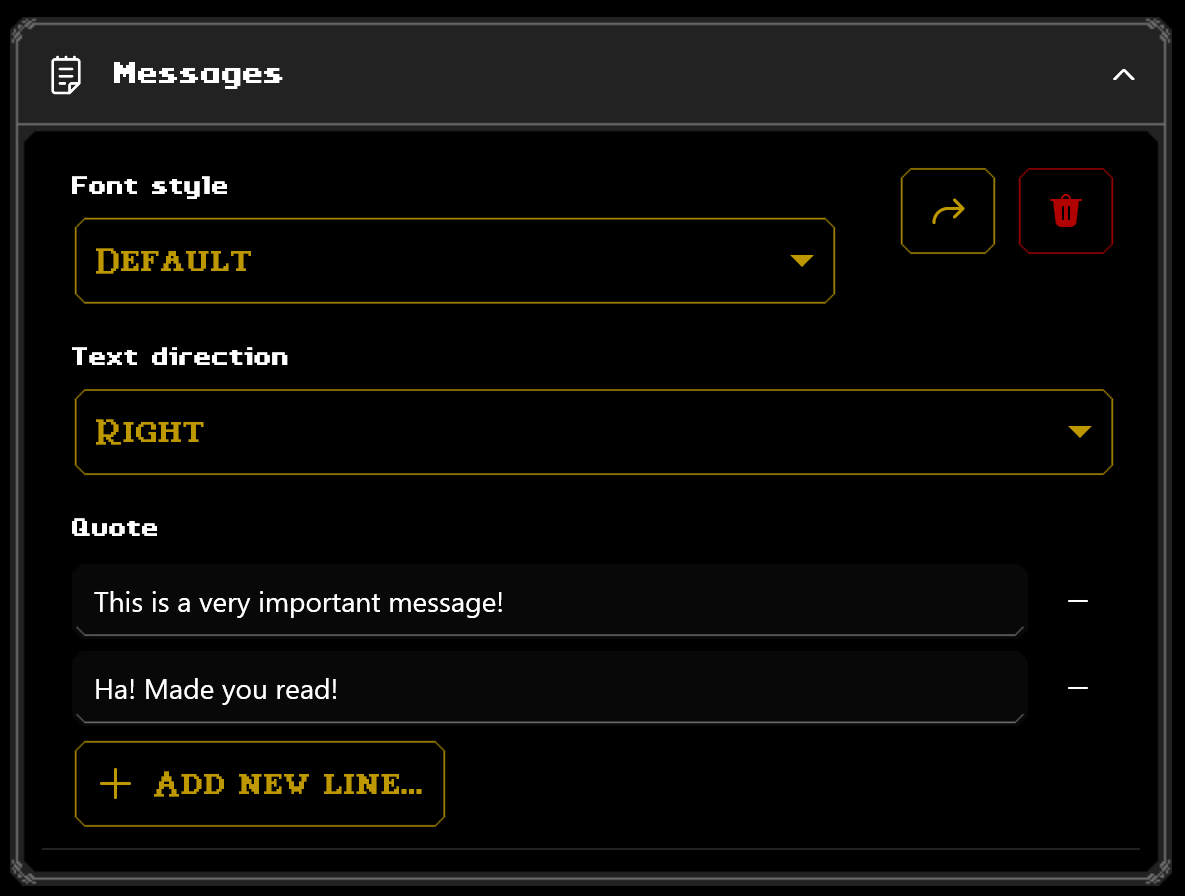 Messages
Font style
Default
Text direction
Right
Quote
This is a very important message!
Ha! Made you read!
Add new line...